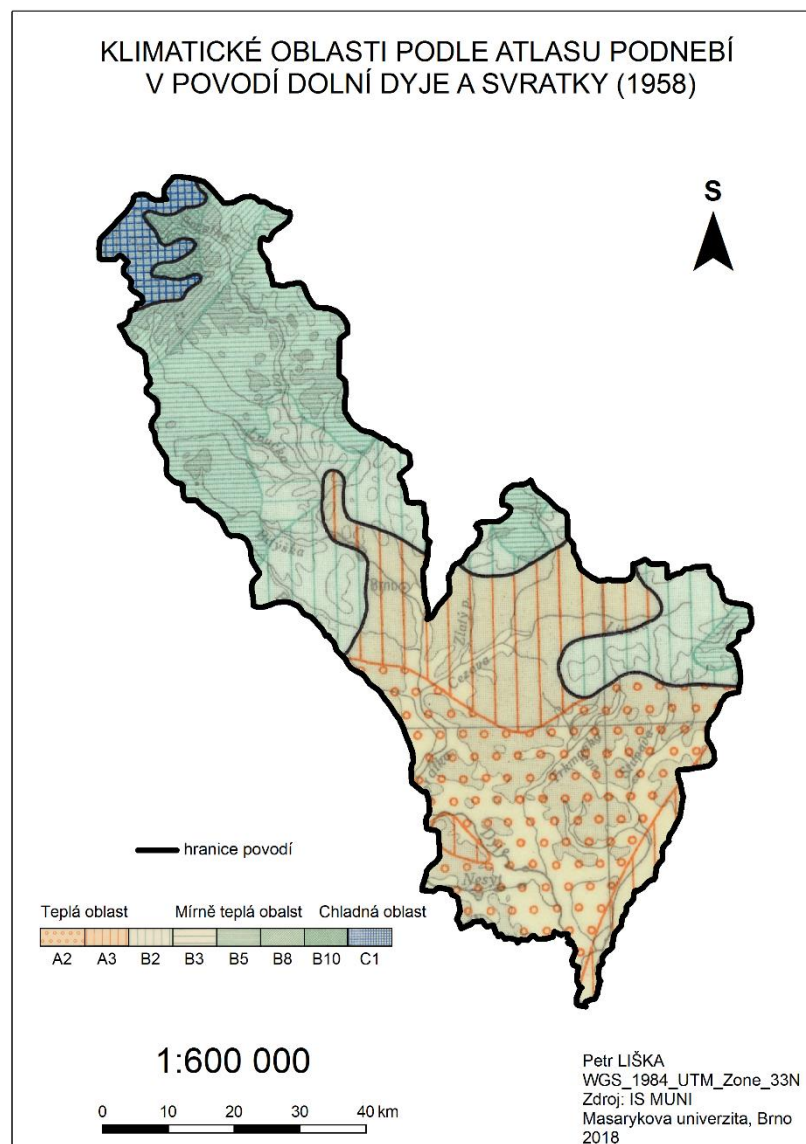 KLIMATICKÉ OBLASTI PODLE ATLASU PODNEBÍ
V POVODÍ DOLNÍ DYJE A SVRATKY (1958)
S
Loučka
Zlatý p.
Cezava
Dyje
Nesyt
hranice povodí
Teplá oblast Mírně teplá obalst Chladná oblast
A2 A3 B2 B3 B5 B8 B10 C1
1:600 000
0 10 20 30 40 km
Petr LIŠKA
WGS_1984_UTM_Zone_33N
Zdroj: IS MUNI
Masarykova univerzita, Brno
2018